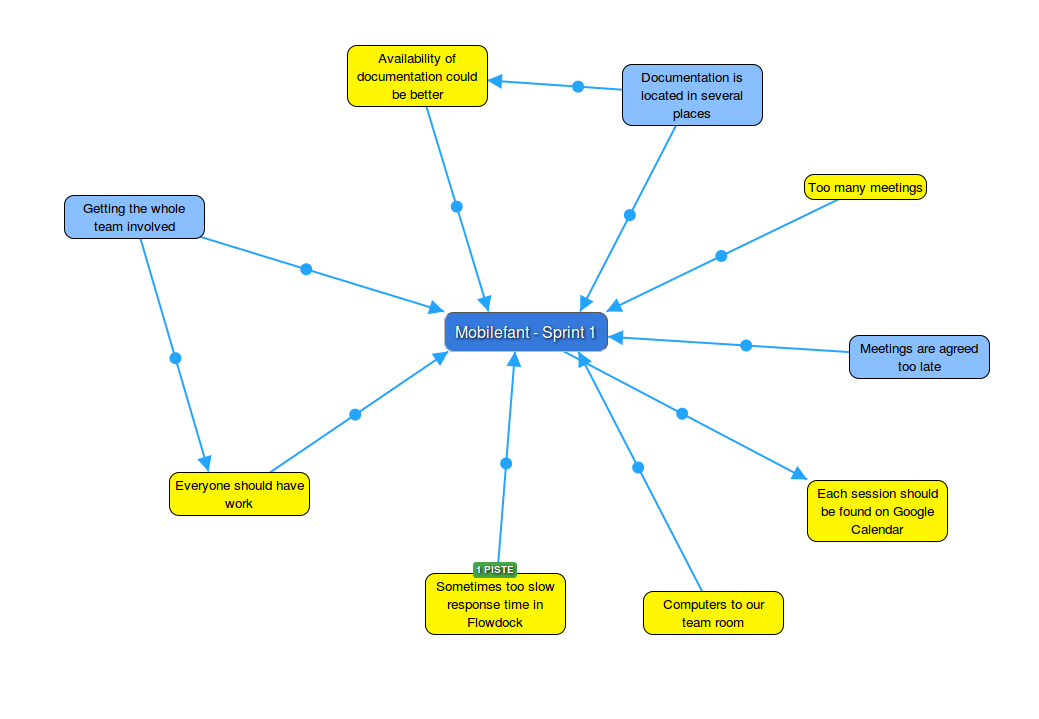 Availability of
documentation could
be better
Documentation is
located in several
places
Too many meetings
Getting the whole
team involved
Mobilefant - Sprint 1
Meetings are agreed
too late
Everyone should have
work
Each session should
be found on Google
Calendar
1 PISTE
Sometimes too slow
response time in
Flowdock
Computers to our
team room